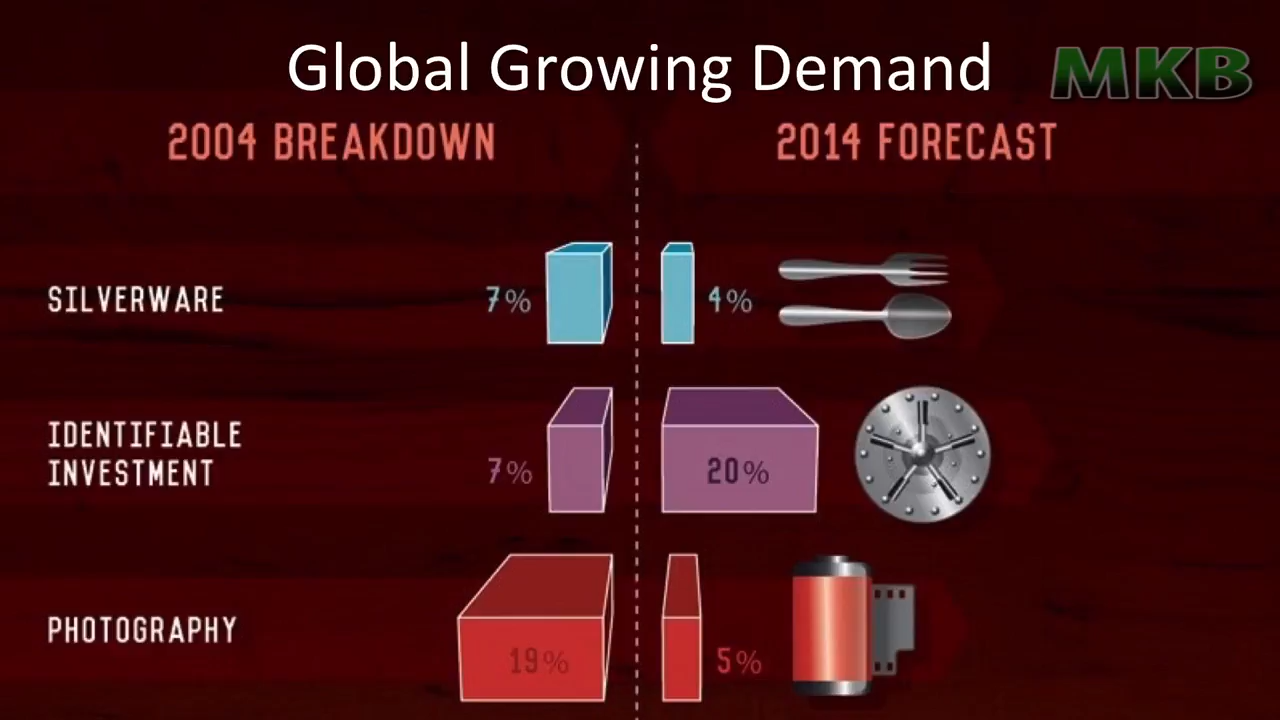 Global Growing Demand
MKB
2004 BREAKDOWN
2014 FORECAST
SILVERWARE
7%
4%
IDENTIFIABLE
INVESTMENT
7%
20%
PHOTOGRAPHY
19%
5%